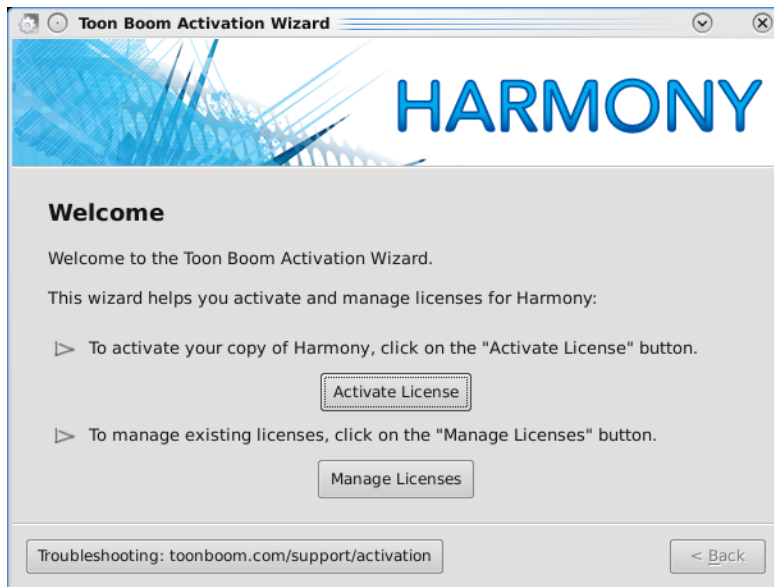 Toon Boom Activation Wizard
HARMONY
Welcome
Welcome to the Toon Boom Activation Wizard.
This wizard helps you activate and manage licenses for Harmony:
To activate your copy of Harmony, click on the "Activate License" button.
Activate License
To manage existing licenses, click on the "Manage Licenses" button.
Manage Licenses
Troubleshooting: toonboom.com/support/activation
< Back